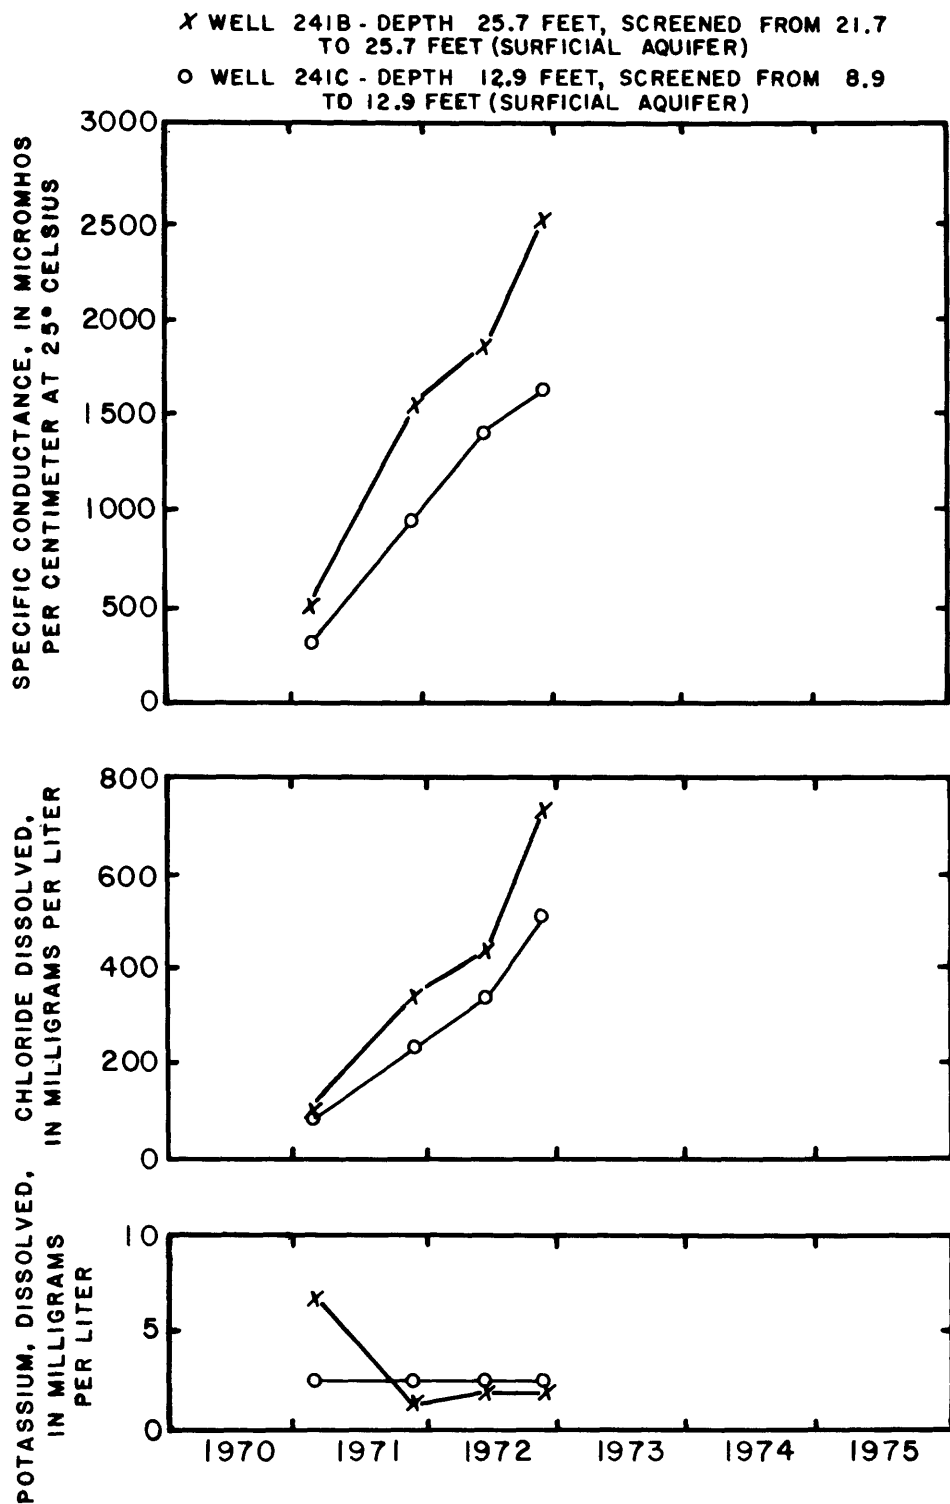 X WELL 241B - DEPTH 25.7 FEET, SCREENED FROM 21.7
TO 25.7 FEET (SURFICIAL AQUIFER)
O WELL 241C - DEPTH 12.9 FEET, SCREENED FROM 8.9
TO 12.9 FEET (SURFICIAL AQUIFER)
SPECIFIC CONDUCTANCE, IN MICROMHOS
PER CENTIMETER AT 25° CELSIUS
3000
2500
2000
1500
1000
500
0
CHLORIDE DISSOLVED,
IN MILLIGRAMS PER LITER
800
600
400
200
0
POTASSIUM, DISSOLVED,
IN MILLIGRAMS
PER LITER
10
5
0
1970 1971 1972 1973 1974 1975